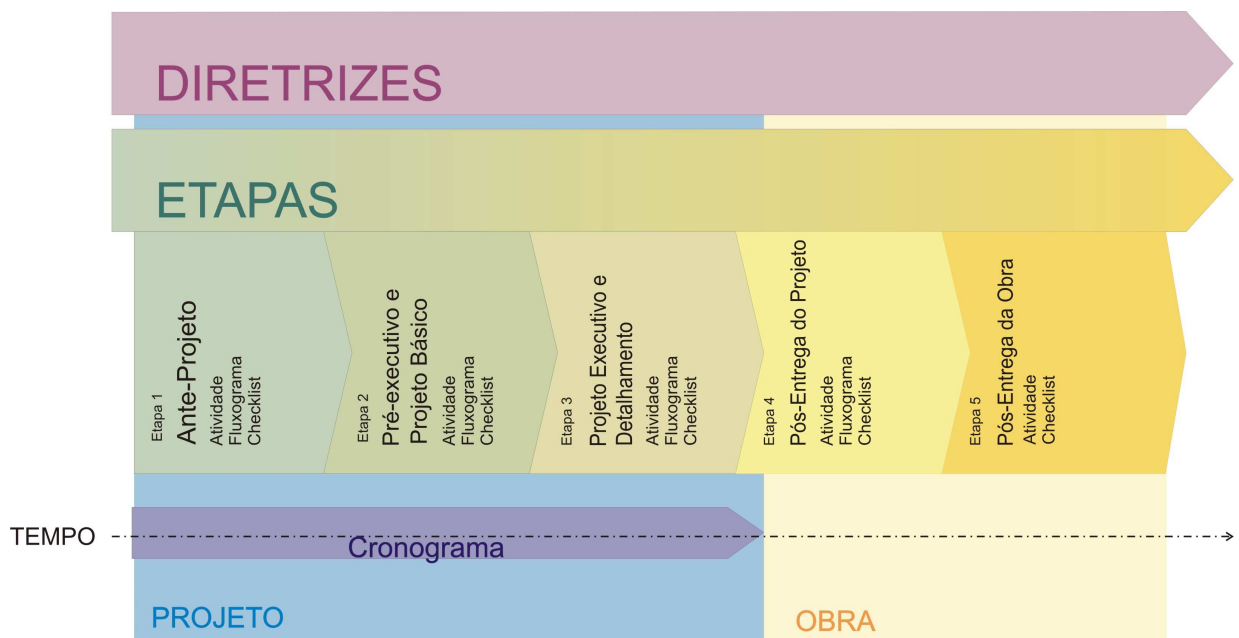 DIRETRIZES
ETAPAS
Etapa 1
Ante-Projeto
Atividade
Fluxograma
Checklist
Etapa 2
Pré-executivo e
Projeto Básico
Atividade
Fluxograma
Checklist
Etapa 3
Projeto Executivo e
Detalhamento
Atividade
Fluxograma
Checklist
Etapa 4
Pós-Entrega do Projeto
Atividade
Fluxograma
Checklist
Etapa 5
Pós-Entrega da Obra
Atividade
Checklist
TEMPO
Cronograma
PROJETO
OBRA